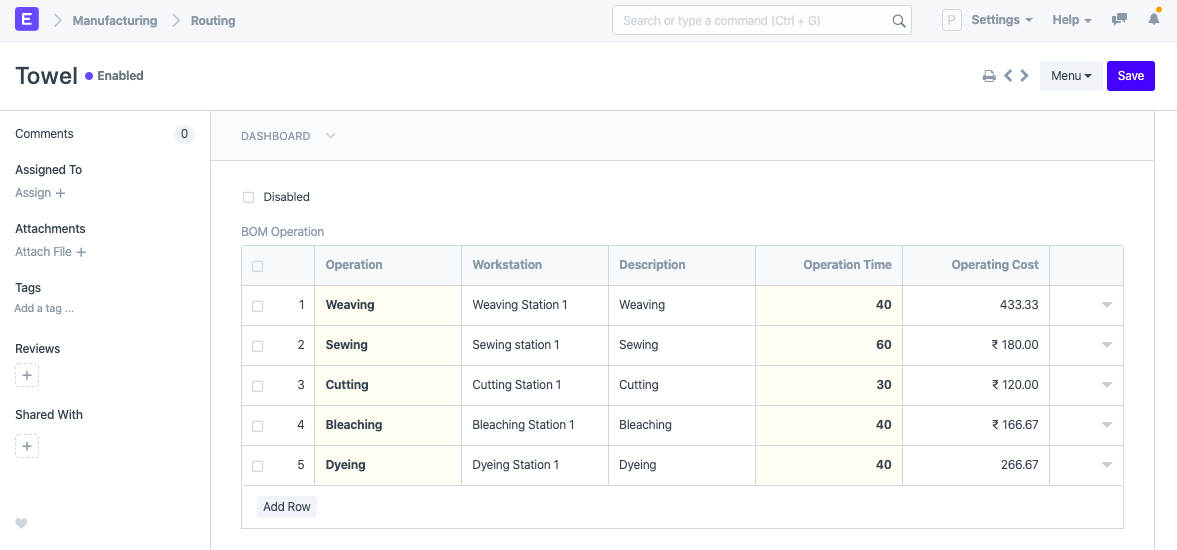 E Manufacturing Routing Search or type a command (Ctrl + G) P Settings Help
Towel Enabled Menu Save
Comments 0
DASHBOARD
Assigned To
Assign +
Disabled
Attachments
Attach File +
BOM Operation
Operation Workstation Description Operation Time Operating Cost
Tags
Add a tag ...
1 Weaving Weaving Station 1 Weaving 40 433.33
2 Sewing Sewing station 1 Sewing 60 ₹ 180.00
Reviews
+
3 Cutting Cutting Station 1 Cutting 30 ₹ 120.00
Shared With
+
4 Bleaching Bleaching Station 1 Bleaching 40 ₹ 166.67
5 Dyeing Dyeing Station 1 Dyeing 40 266.67
Add Row